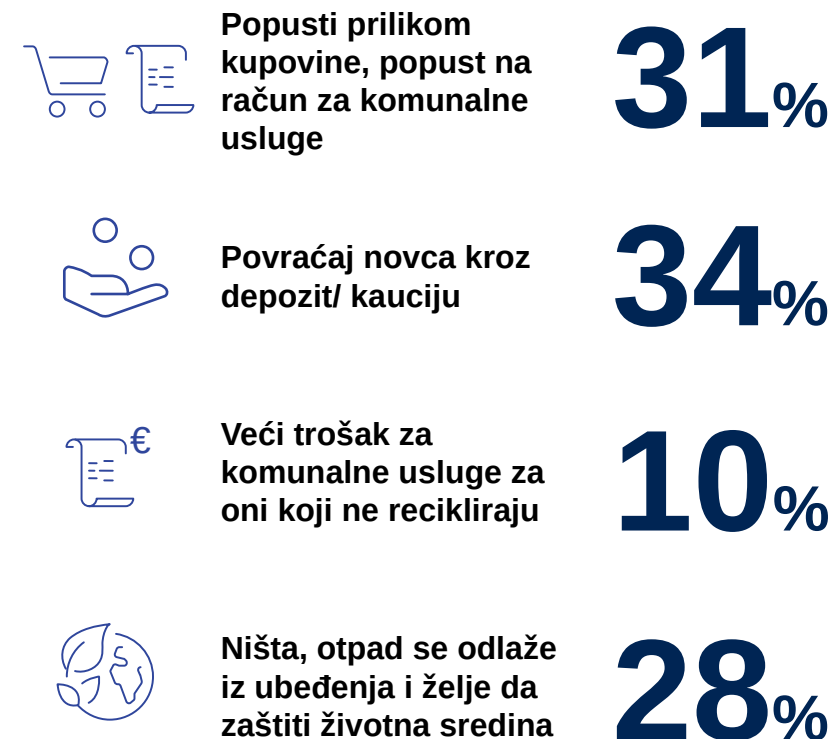 Popusti prilikom
kupovine, popust na
račun za komunalne
usluge
31%
Povraćaj novca kroz
depozit/ kauciju
34%
€
Veći trošak za
komunalne usluge za
oni koji ne recikliraju
10%
Ništa, otpad se odlaže
iz ubeđenja i želje da
zaštiti životna sredina
28%